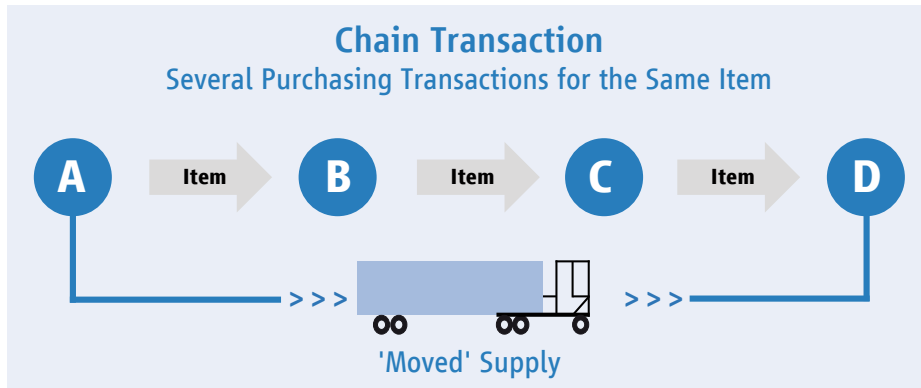 Chain Transaction
Several Purchasing Transactions for the Same Item
A Item B Item C Item D
> > > > > >
'Moved' Supply